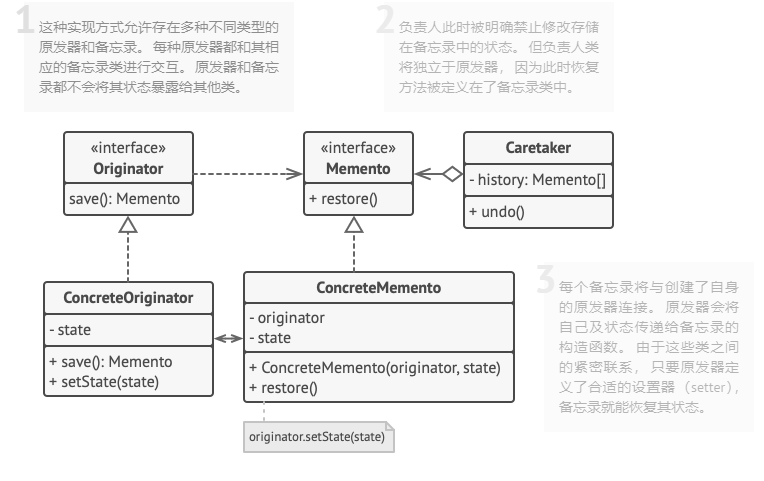 1
这种实现方式允许存在多种不同类型的
原发器和备忘录。 每种原发器都和其相
应的备忘录类进行交互。 原发器和备忘
录都不会将其状态暴露给其他类。
2
负责人此时被明确禁止修改存储
在备忘录中的状态。 但负责人类
将独立于原发器， 因为此时恢复
方法被定义在了备忘录类中。
«interface»
Originator
save(): Memento
«interface»
Memento
+ restore()
Caretaker
- history: Memento[]
+ undo()
ConcreteOriginator
- state
+ save(): Memento
+ setState(state)
ConcreteMemento
- originator
- state
+ ConcreteMemento(originator, state)
+ restore()
originator.setState(state)
3
每个备忘录将与创建了自身
的原发器连接。 原发器会将
自己及状态传递给备忘录的
构造函数。 由于这些类之间
的紧密联系， 只要原发器定
义了合适的设置器 （setter），
备忘录就能恢复其状态。